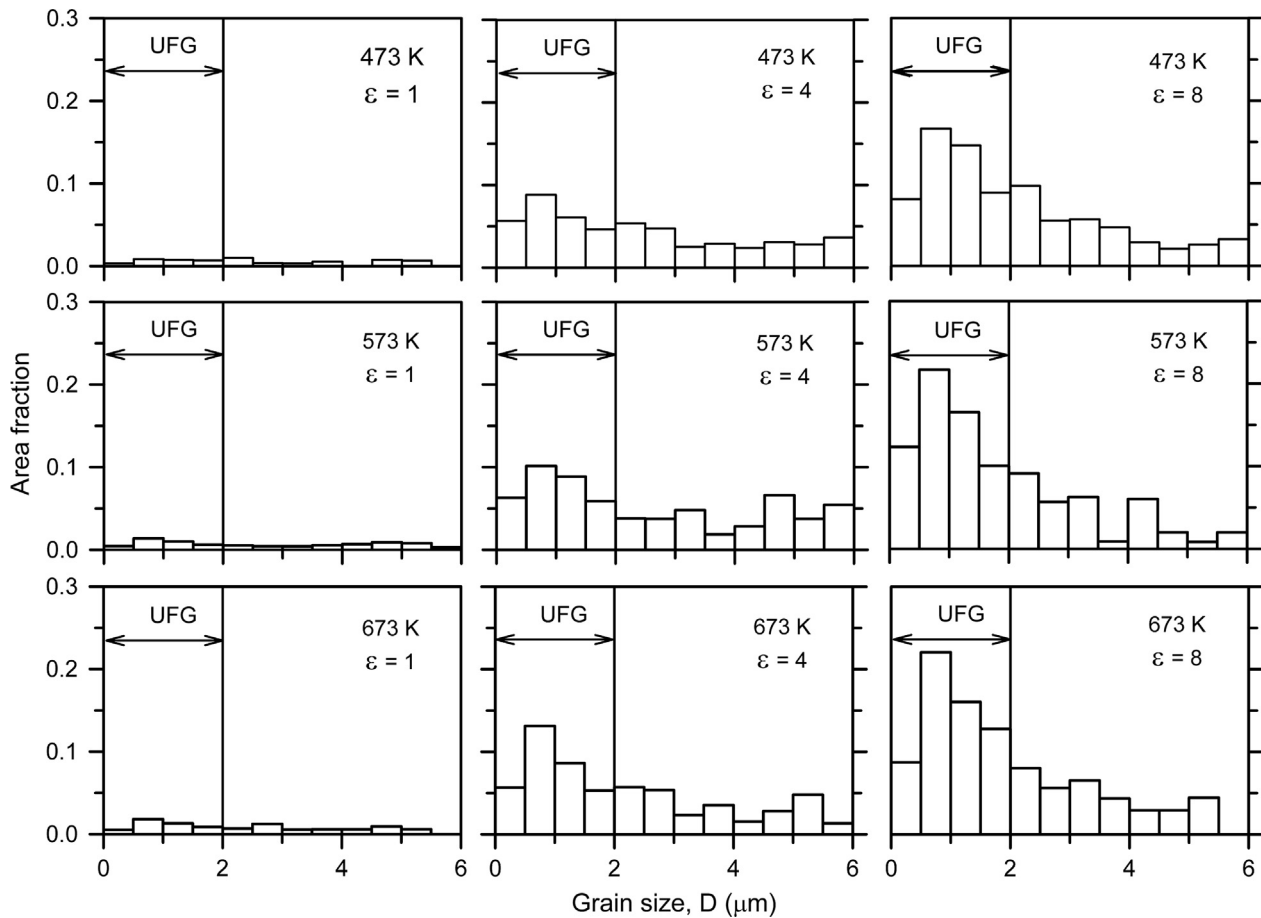 0.3
UFG
473 K
ε = 1
UFG
473 K
ε = 4
UFG
473 K
ε = 8
0.2
0.1
0.0
0.3
UFG
573 K
ε = 1
UFG
573 K
ε = 4
UFG
573 K
ε = 8
0.2
0.1
0.0
0.3
UFG
673 K
ε = 1
UFG
673 K
ε = 4
UFG
673 K
ε = 8
0.2
0.1
0.0
Area fraction
0 2 4 6
0 2 4 6
0 2 4 6
Grain size, D (μm)